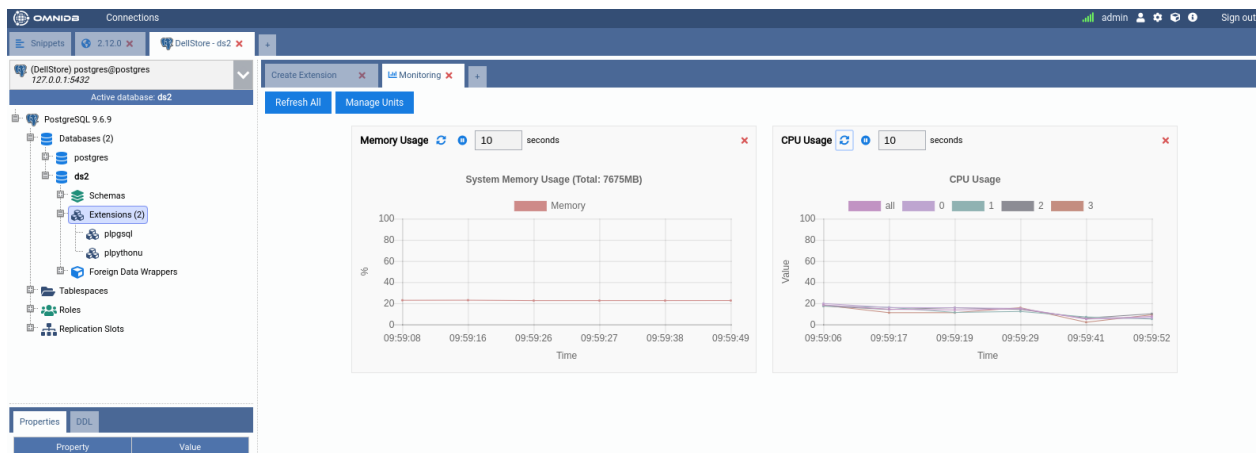 OMNIDB Connections admin Sign out
Snippets 2.12.0 DellStore - ds2 +
(DellStore) postgres@postgres
127.0.0.1:5432
Active database: ds2
PostgreSQL 9.6.9
Databases (2)
postgres
ds2
Schemas
Extensions (2)
plpgsql
plpythonu
Foreign Data Wrappers
Tablespaces
Roles
Replication Slots
Properties DDL
Property Value
Create Extension Monitoring +
Refresh All Manage Units
Memory Usage 10 seconds
System Memory Usage (Total: 7675MB)
Memory
100
80
60
40
20
0
%
09:59:08 09:59:16 09:59:26 09:59:27 09:59:38 09:59:49
Time
CPU Usage 10 seconds
CPU Usage
all 0 1 2 3
100
80
60
40
20
0
Value
09:59:06 09:59:17 09:59:19 09:59:29 09:59:41 09:59:52
Time